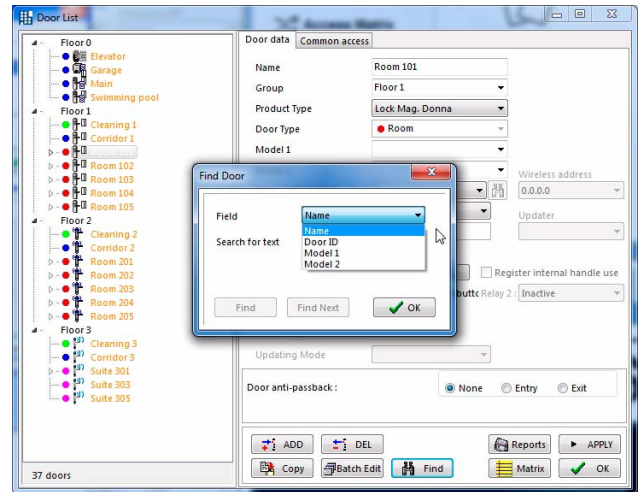 Door List
Access Matrix
Floor 0
Elevator
Garage
Main
Swimming pool
Floor 1
Cleaning 1
Corridor 1
Room 102
Room 103
Room 104
Room 105
Floor 2
Cleaning 2
Corridor 2
Room 201
Room 202
Room 203
Room 204
Room 205
Floor 3
Cleaning 3
Corridor 3
Suite 301
Suite 303
Suite 305
37 doors
Door data Common access
Name Room 101
Group Floor 1
Product Type Lock Mag. Donna
Door Type Room
Model 1
Wireless address
0.0.0.0
Updater
Register internal handle use
Relay 2 : Inactive
Updating Mode
Door anti-passback : None Entry Exit
ADD DEL Reports APPLY
Copy Batch Edit Find Matrix OK
Find Door
Field Name
Name
Search for text Door ID
Model 1
Model 2
Find Find Next OK